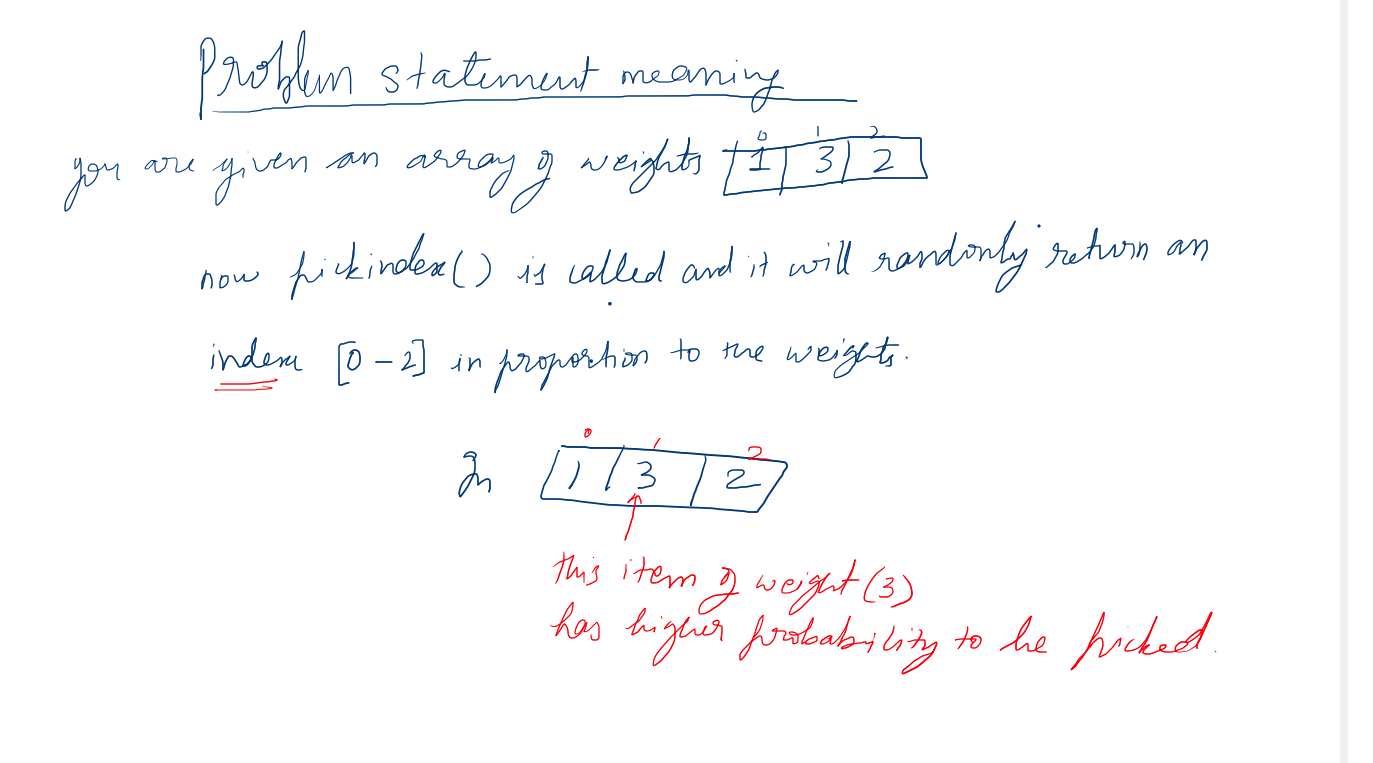 Problem statement meaning
0 1 2
you are given an array of weights 1 3 2
now pickindex() is called and it will randonly return an
index [0-2] in proportion to the weights.
0 1 2
In 1 3 2
this item of weight (3)
has higher probability to be picked.